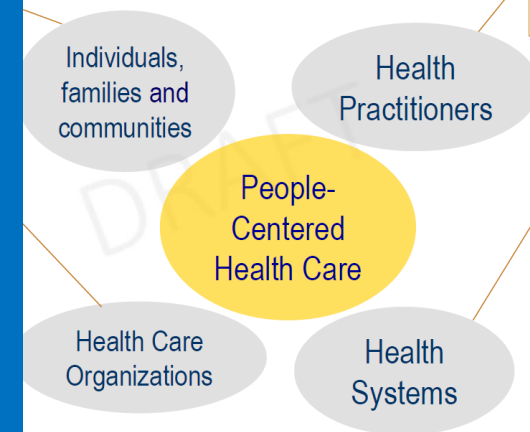 Individuals,
families and
communities
Health
Practitioners
DRAFT
People-
Centered
Health Care
Health Care
Organizations
Health
Systems